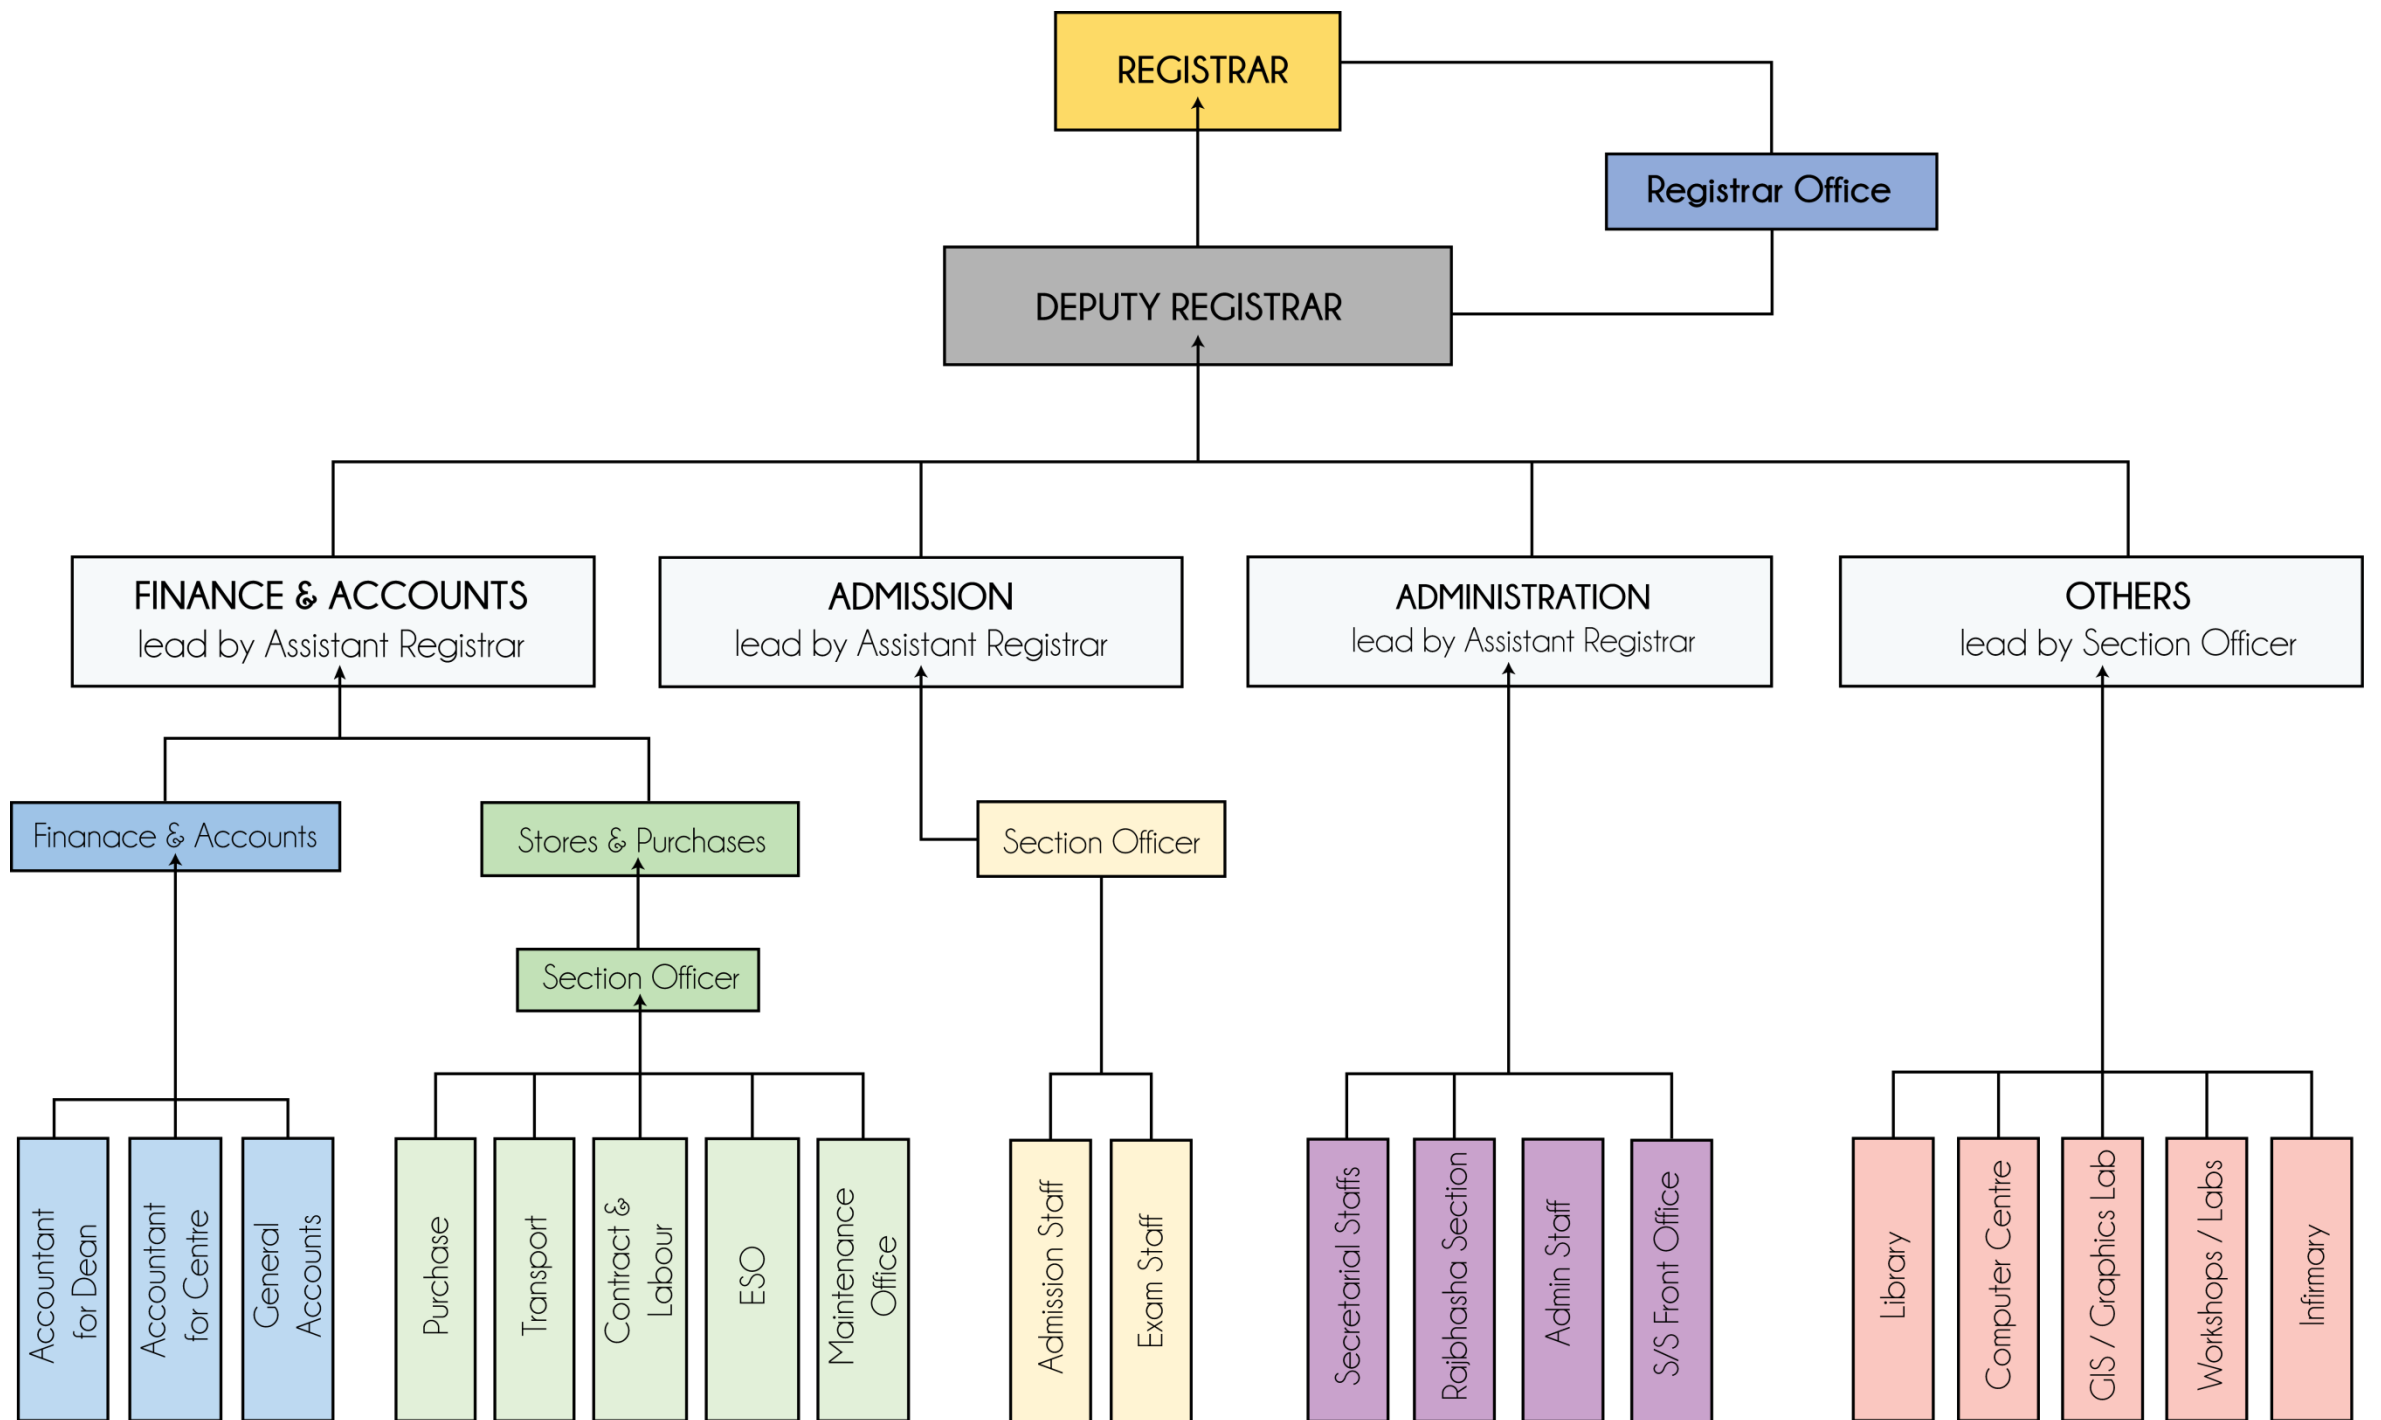 REGISTRAR
Registrar Office
DEPUTY REGISTRAR
FINANCE & ACCOUNTS
lead by Assistant Registrar
ADMISSION
lead by Assistant Registrar
ADMINISTRATION
lead by Assistant Registrar
OTHERS
lead by Section Officer
Finanace & Accounts
Stores & Purchases
Section Officer
Section Officer
Accountant
for Dean
Accountant
for Centre
General
Accounts
Purchase
Transport
Contract &
Labour
ESO
Maintenance
Office
Admission Staff
Exam Staff
Secretarial Staffs
Rajbhasha Section
Admin Staff
S/S Front Office
Library
Computer Centre
GIS / Graphics Lab
Workshops / Labs
Infirmary